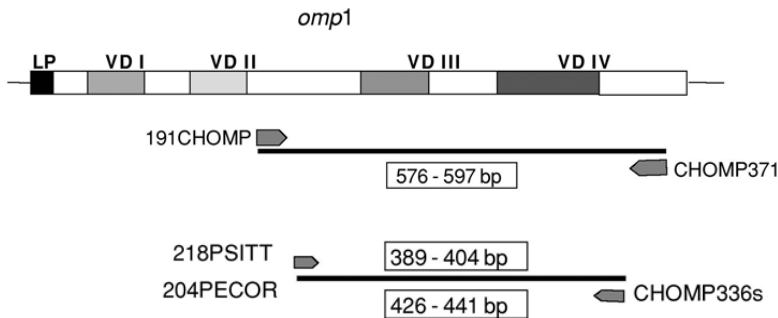 omp1
LP VD I VD II VD III VD IV
191CHOMP
576 - 597 bp
CHOMP371
218PSITT 389 - 404 bp
204PECOR 426 - 441 bp CHOMP336s